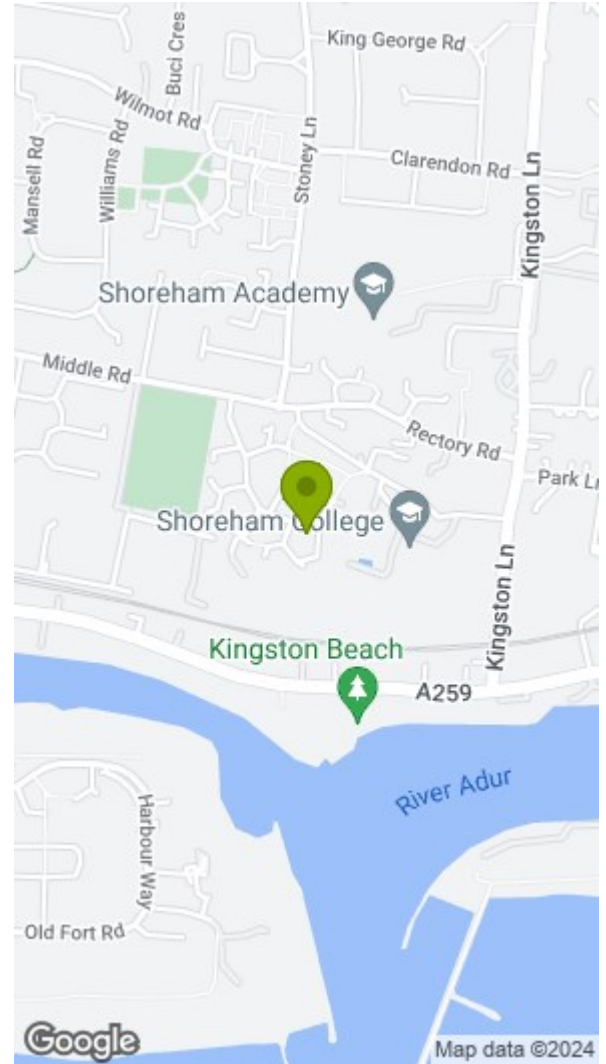 King George Rd
Buci Cres
Wilmot Rd
Stoney Ln
Williams Rd
Mansell Rd
Clarendon Rd
Kingston Ln
Shoreham Academy
Middle Rd
Rectory Rd
Park Ln
Shoreham College
Kingston Ln
Kingston Beach
A259
River Adur
Harbour Way
Old Fort Rd
Google
Map data ©2024